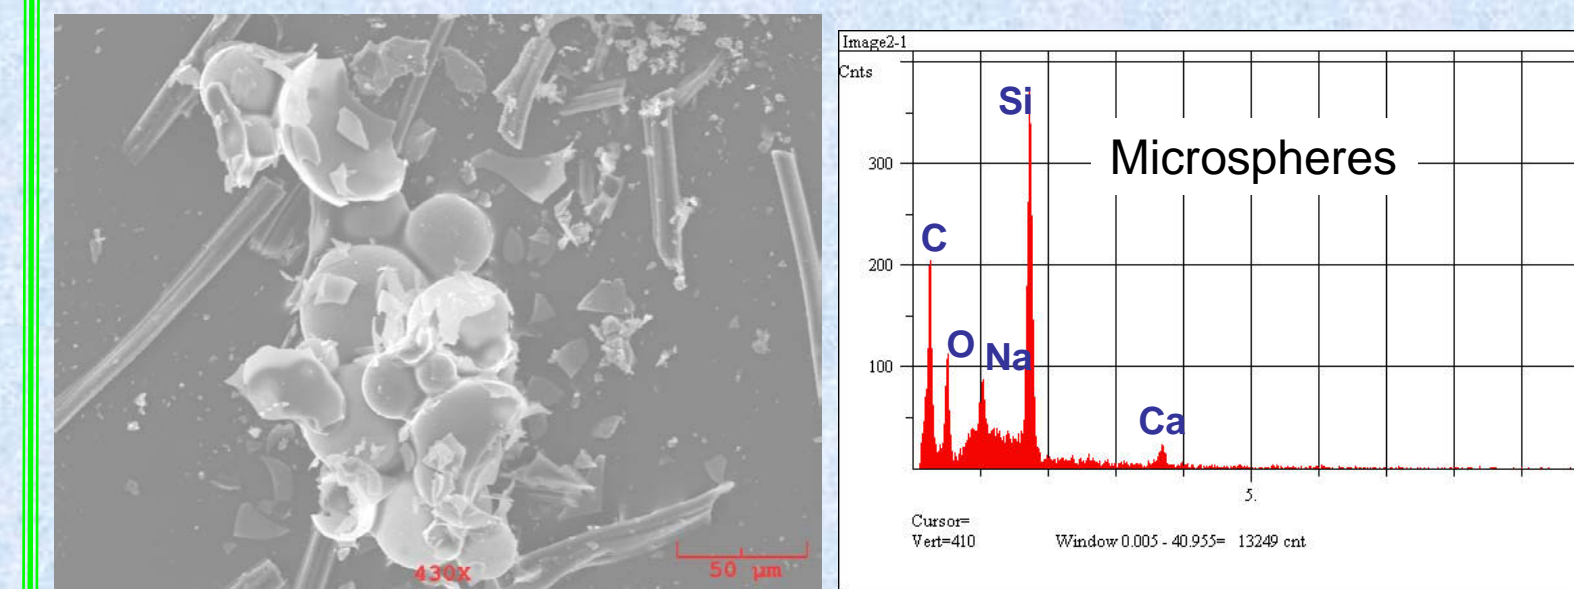 430X
50 µm
Image2-1
Cnts
300
200
100
Si
Microspheres
C
O
Na
Ca
5.
Cursor=
Vert=410
Window 0.005 - 40.955= 13249 cnt